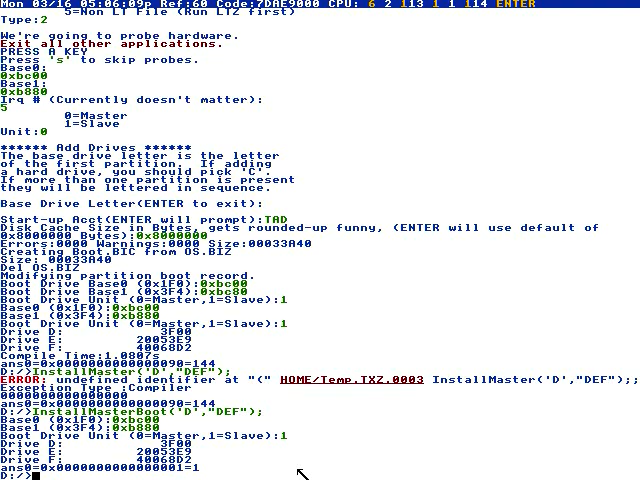 Mon 03/16 05:06:09p Ref:60 Code:7DAE9000 CPU: 6 2 113 1 1 114 ENTER
5=Non LT File (Run LTZ first)
Type:2
We're going to probe hardware.
Exit all other applications.
PRESS A KEY
Press 's' to skip probes.
Base0:
0xbc00
Base1:
0xb880
Irq # (Currently doesn't matter):
5
0=Master
1=Slave
Unit:0
****** Add Drives ******
The base drive letter is the letter
of the first partition. If adding
a hard drive, you should pick 'C'.
If more than one partition is present
they will be lettered in sequence.
Base Drive Letter(ENTER to exit):
Start-up Acct(ENTER will prompt):TAD
Disk Cache Size in Bytes, gets rounded-up funny, (ENTER will use default of
0x8000000 Bytes):0x8000000
Errors:0000 Warnings:0000 Size:00033A40
Creating Boot.BIC from OS.BIZ
Size: 00033A40
Del OS.BIZ
Modifying partition boot record.
Boot Drive Base0 (0x1F0):0xbc00
Boot Drive Base1 (0x3F4):0xbc80
Boot Drive Unit (0=Master,1=Slave):1
Base0 (0x1F0):0xbc00
Base1 (0x3F4):0xb880
Boot Drive Unit (0=Master,1=Slave):1
Drive D: 3F00
Drive E: 20053E9
Drive F: 40068D2
Compile Time:1.0807s
ans0=0x0000000000000090=144
D:/>InstallMaster('D',"DEF");
ERROR: undefined identifier at "(" HOME/Temp.TXZ.0003 InstallMaster('D',"DEF");;
Exception Type :Compiler
0000000000000000
ans0=0x0000000000000090=144
D:/>InstallMasterBoot('D',"DEF");
Base0 (0x1F0):0xbc00
Base1 (0x3F4):0xb880
Boot Drive Unit (0=Master,1=Slave):1
Drive D: 3F00
Drive E: 20053E9
Drive F: 40068D2
ans0=0x0000000000000001=1
D:/>